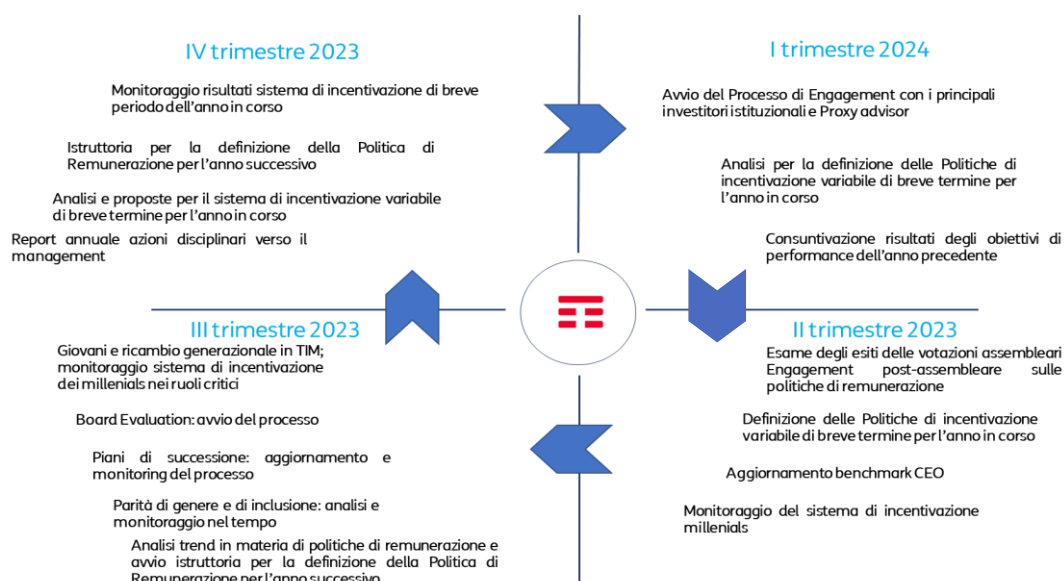 IV trimestre 2023
Monitoraggio risultati sistema di incentivazione di breve
periodo dell'anno in corso
Istruttoria per la definizione della Politica di
Remunerazione per l'anno successivo
Analisi e proposte per il sistema di incentivazione variabile
di breve termine per l'anno in corso
Report annuale azioni disciplinari verso il
management
I trimestre 2024
Avvio del Processo di Engagement con i principali
investitori istituzionali e Proxy advisor
Analisi per la definizione delle Politiche di
incentivazione variabile di breve termine per
l'anno in corso
Consuntivazione risultati degli obiettivi di
performance dell'anno precedente
III trimestre 2023
Giovani e ricambio generazionale in TIM;
monitoraggio sistema di incentivazione
dei millenials nei ruoli critici
Board Evaluation: avvio del processo
Piani di successione: aggiornamento e
monitoring del processo
Parità di genere e di inclusione: analisi e
monitoraggio nel tempo
Analisi trend in materia di politiche di remunerazione e
avvio istruttoria per la definizione della Politica di
Remunerazione per l'anno successivo
II trimestre 2023
Esame degli esiti delle votazioni assembleari
Engagement post-assembleare sulle
politiche di remunerazione
Definizione delle Politiche di incentivazione
variabile di breve termine per l'anno in corso
Aggiornamento benchmark CEO
Monitoraggio del sistema di incentivazione
millenials